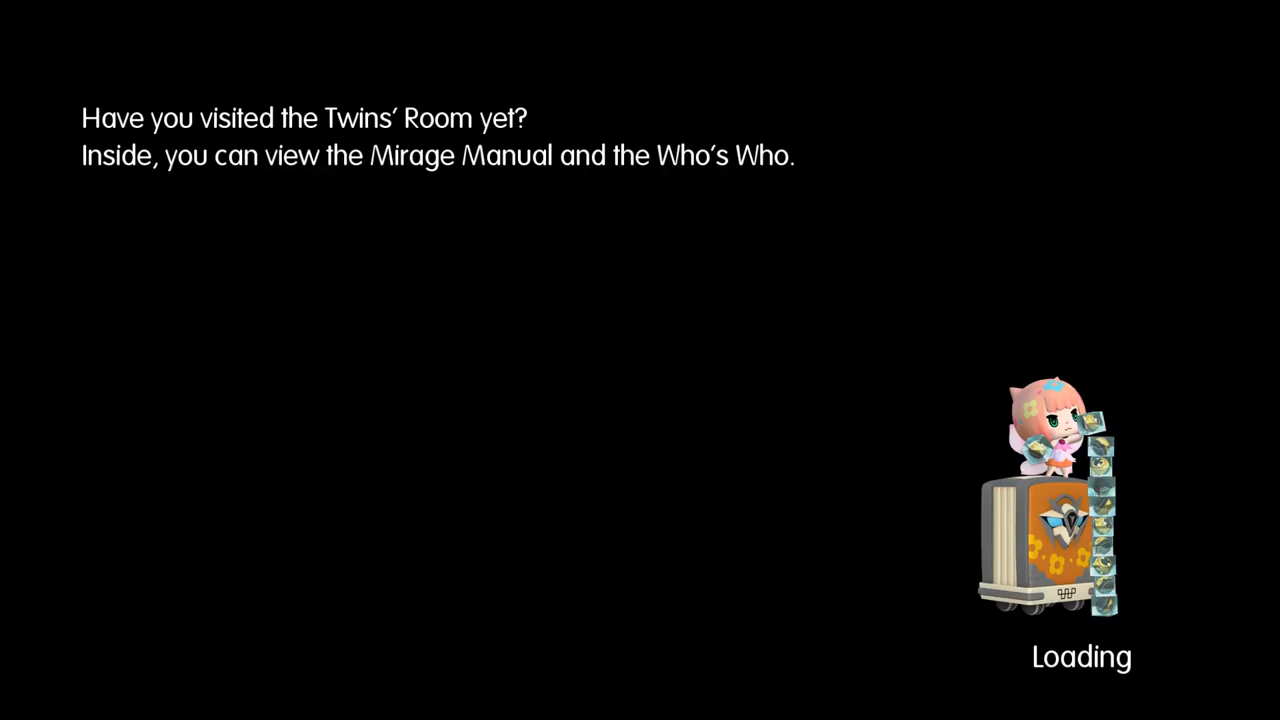 Have you visited the Twins' Room yet?
Inside, you can view the Mirage Manual and the Who's Who.
Loading